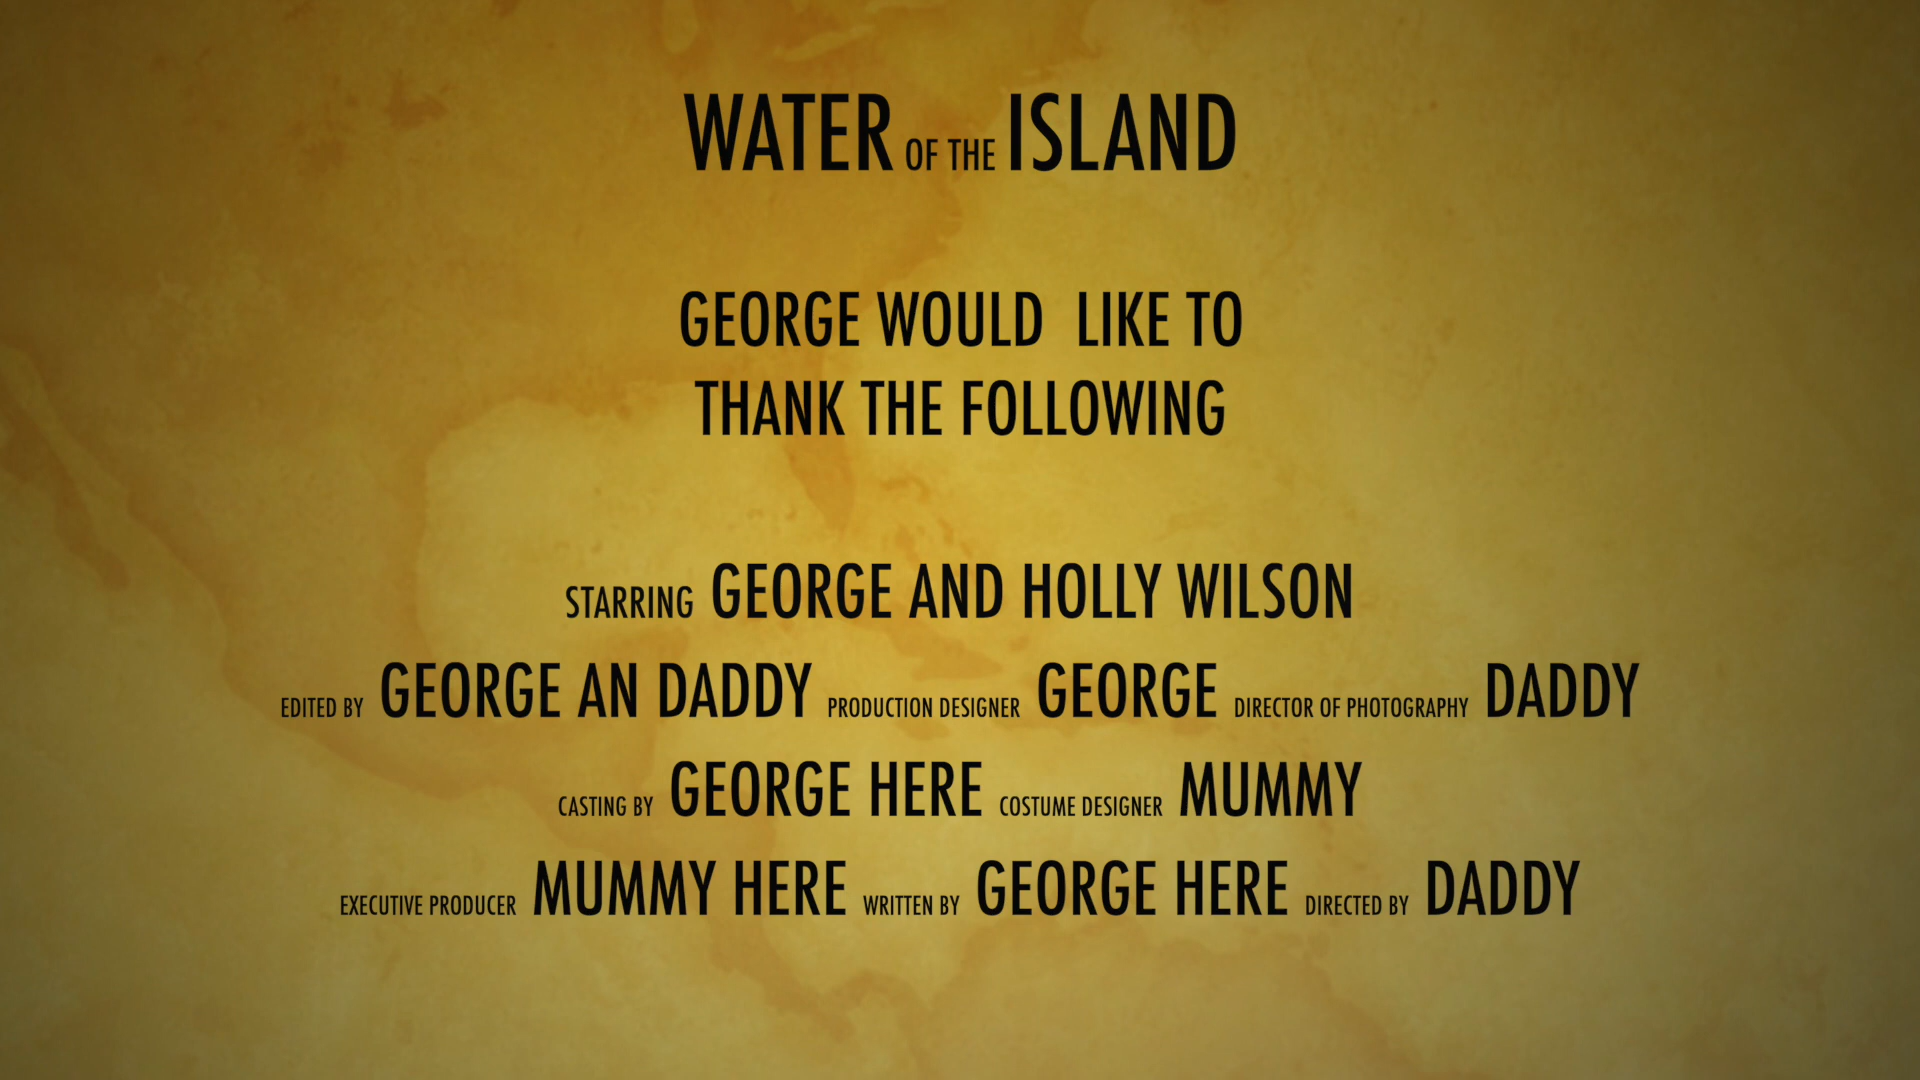 WATER OF THE ISLAND
GEORGE WOULD  LIKE TO
THANK THE FOLLOWING
STARRING GEORGE AND HOLLY WILSON
EDITED BY GEORGE AN DADDY PRODUCTION DESIGNER GEORGE DIRECTOR OF PHOTOGRAPHY DADDY
CASTING BY GEORGE HERE COSTUME DESIGNER MUMMY
EXECUTIVE PRODUCER MUMMY HERE WRITTEN BY GEORGE HERE DIRECTED BY DADDY